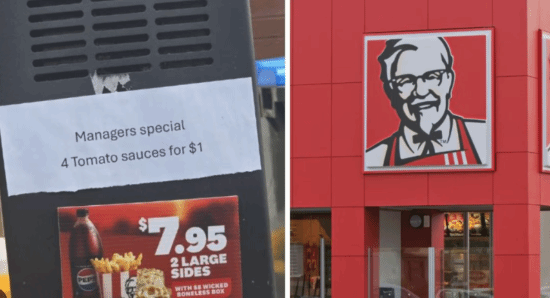 Managers special
4 Tomato sauces for $1
$7.95
2 LARGE
SIDES
WITH $8 WICKED
BONELESS BOX